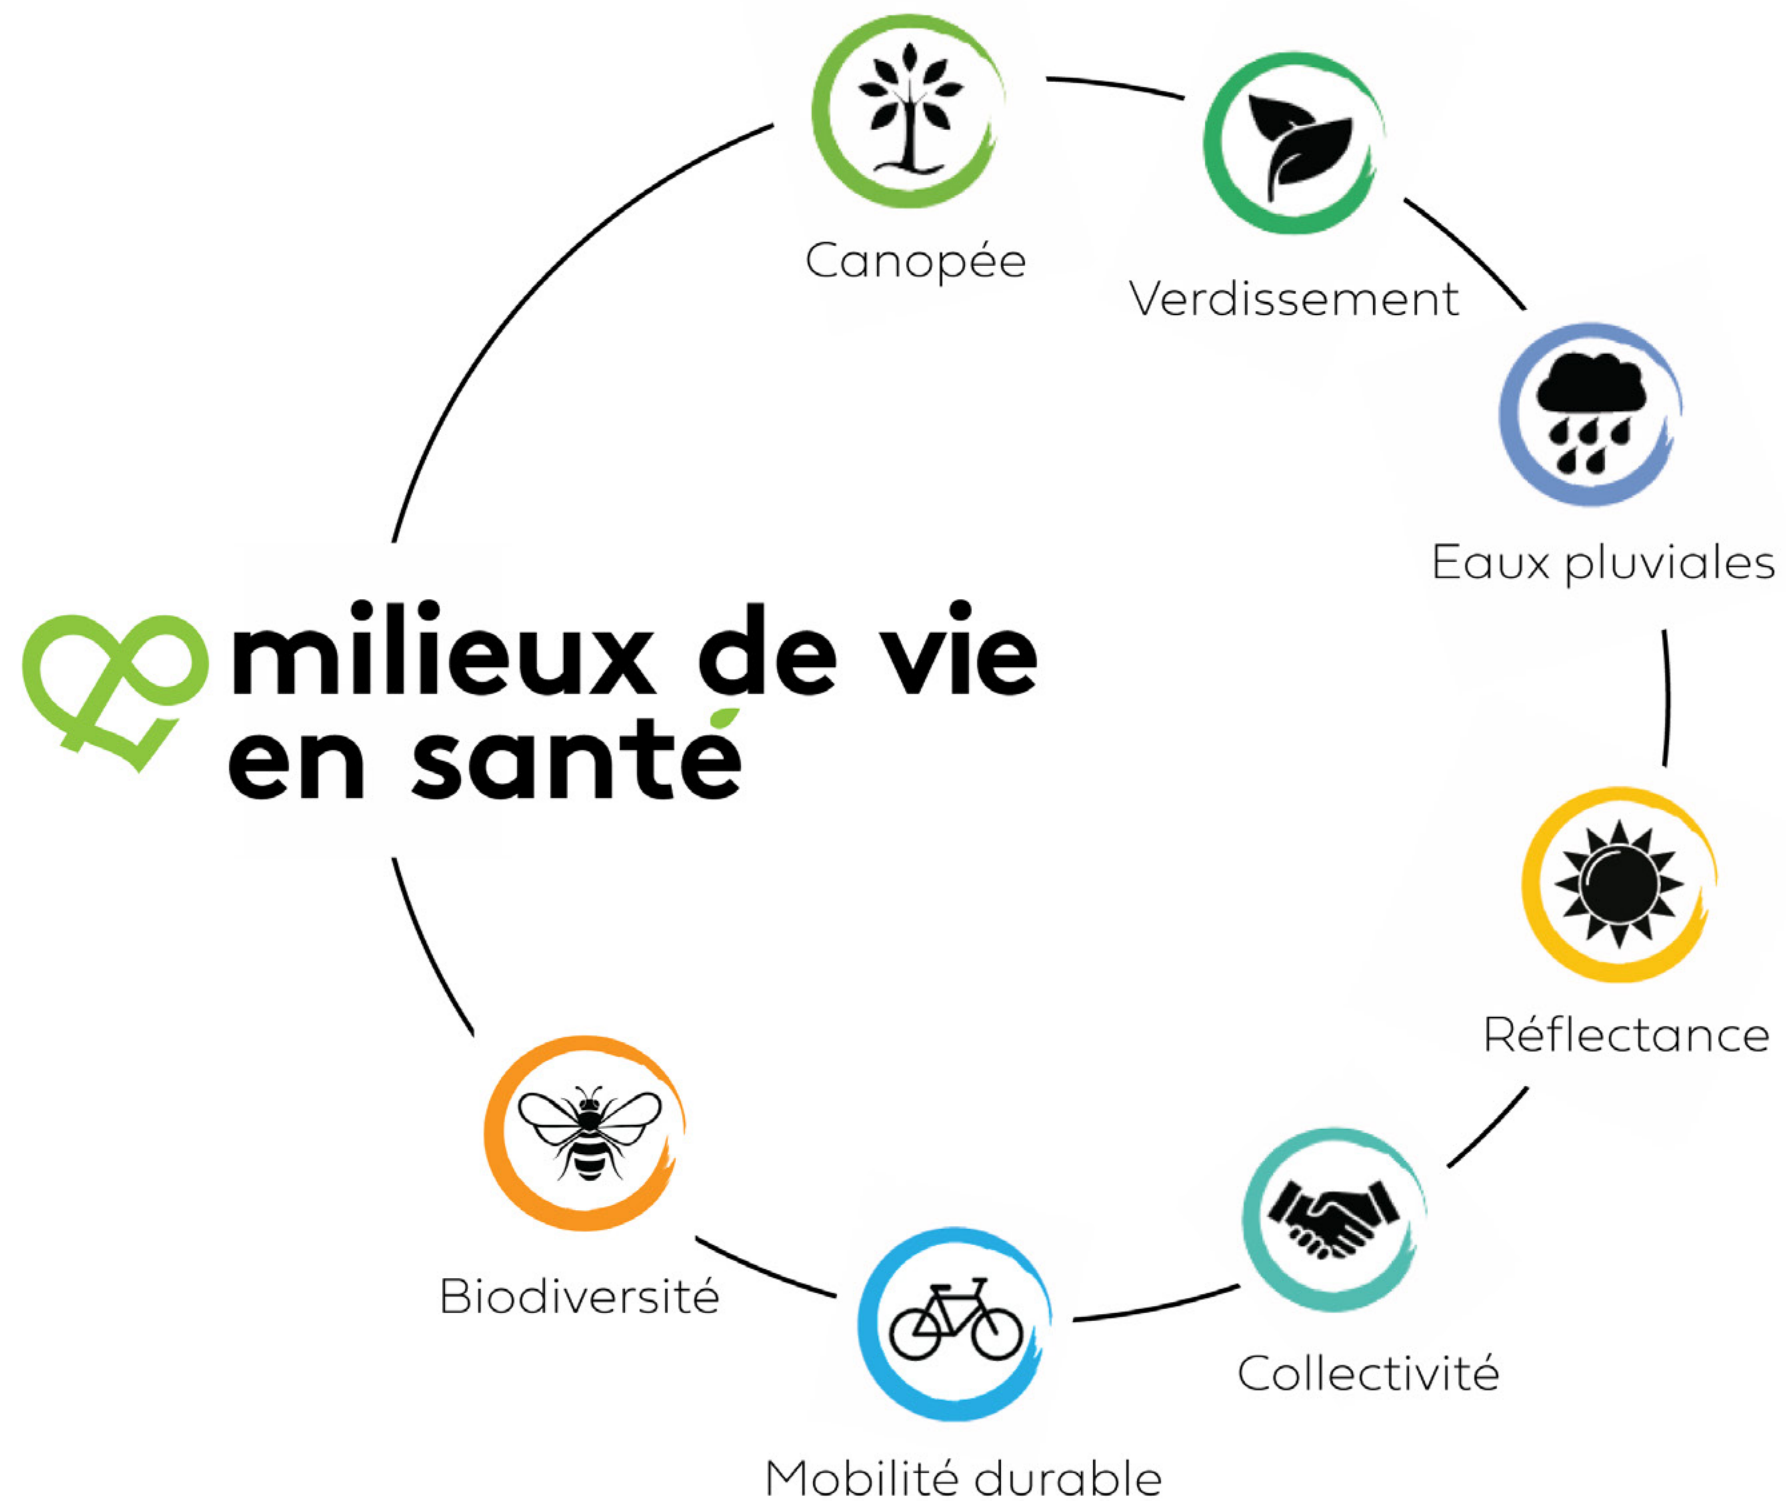 Canopée
Verdissement
Eaux pluviales
milieux de vie
en santé
Réflectance
Biodiversité
Collectivité
Mobilité durable